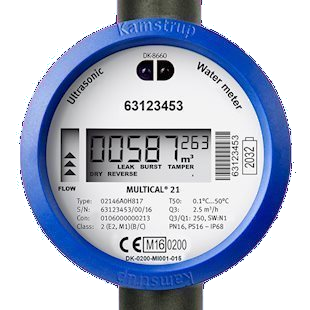 Kamstrup
DK-8660
Ultrasonic
Water meter
63123453
00587263
m³
LEAK BURST TAMPER
DRY REVERSE
63123453
2032
FLOW
MULTICAL® 21
Type: 02146A0H817 T50: 0.1°C...50°C
S/N: 63123453/00/16 Q3: 2.5 m³/h
Con: 0106000000213 Q3/Q1: 250, SW:N1
Class: 2 (E2, M1)(B/C) PN16, PS16 - IP68
CE M16 0200
DK-0200-MI001-015
Kamstrup